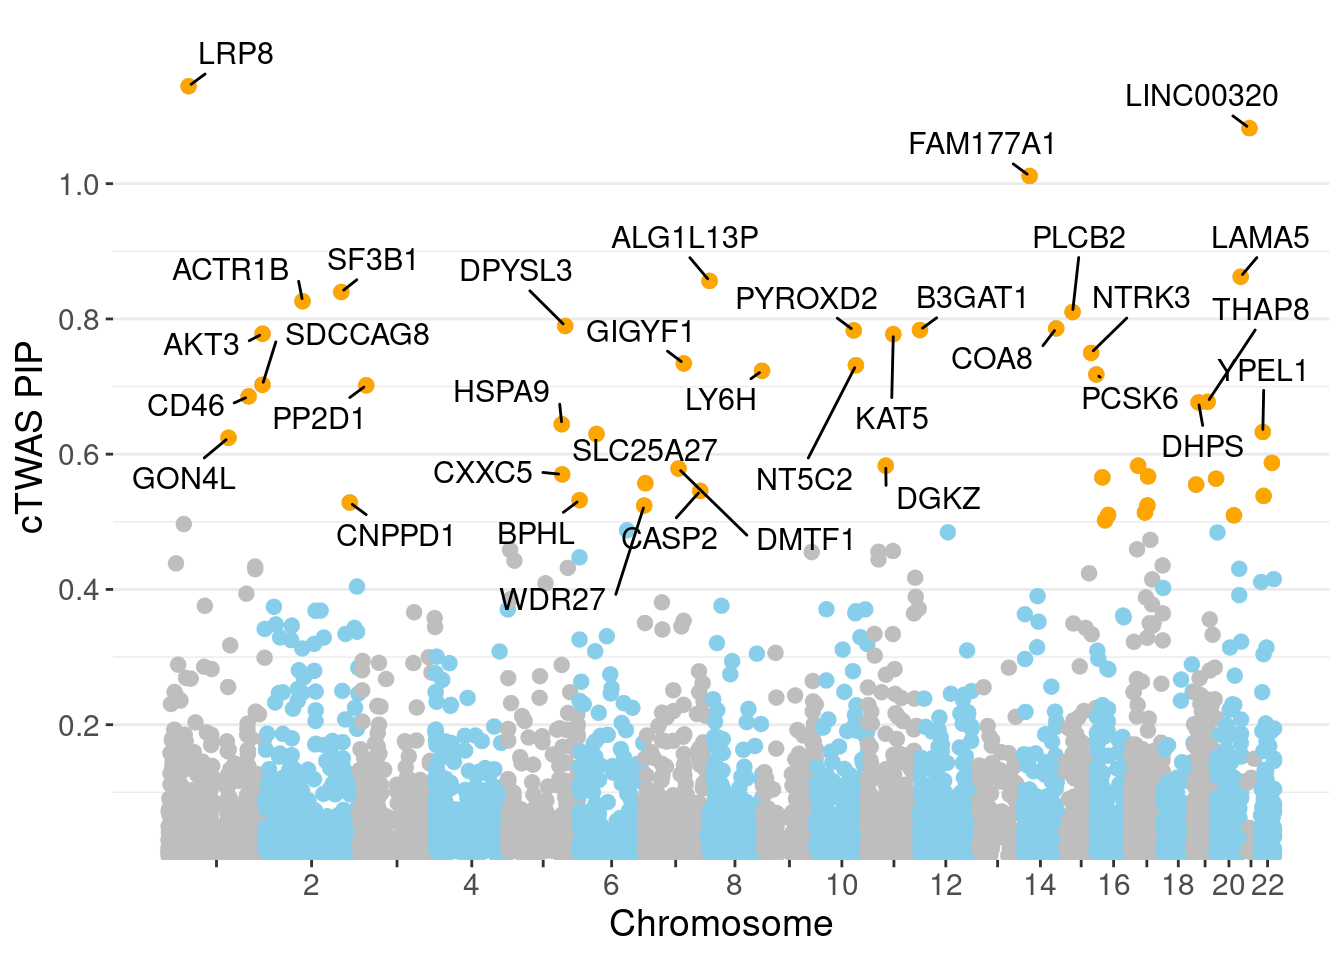 LRP8
LINC00320
FAM177A1
1.0
ALG1L13P
PLCB2
LAMA5
SF3B1
ACTR1B
DPYSL3
PYROXD2
B3GAT1
NTRK3
THAP8
0.8
GIGYF1
SDCCAG8
AKT3
COA8
YPEL1
HSPA9
LY6H
PCSK6
CD46
PP2D1
KAT5
DHPS
0.6
SLC25A27
CXXC5
GON4L
NT5C2
DGKZ
CNPPD1
BPHL
CASP2
DMTF1
0.4
WDR27
0.2
2 4 6 8 10 12 14 16 18 20 22
Chromosome
cTWAS PIP